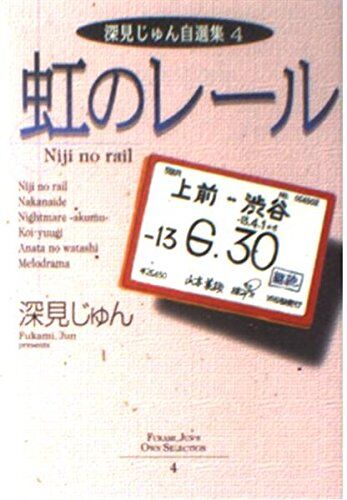 深見じゅん自選集 4
虹のレール
Niji no rail
Niji no rail
Nakanaide
Nightmare -akumu-
Koi-yuugi
Anata no watashi
Melodrama
上前 - 渋谷
-13 6.30
継続
深見じゅん
Fukami, Jun
presents
FUKAMI, JUN'S
OWN SELECTION
4